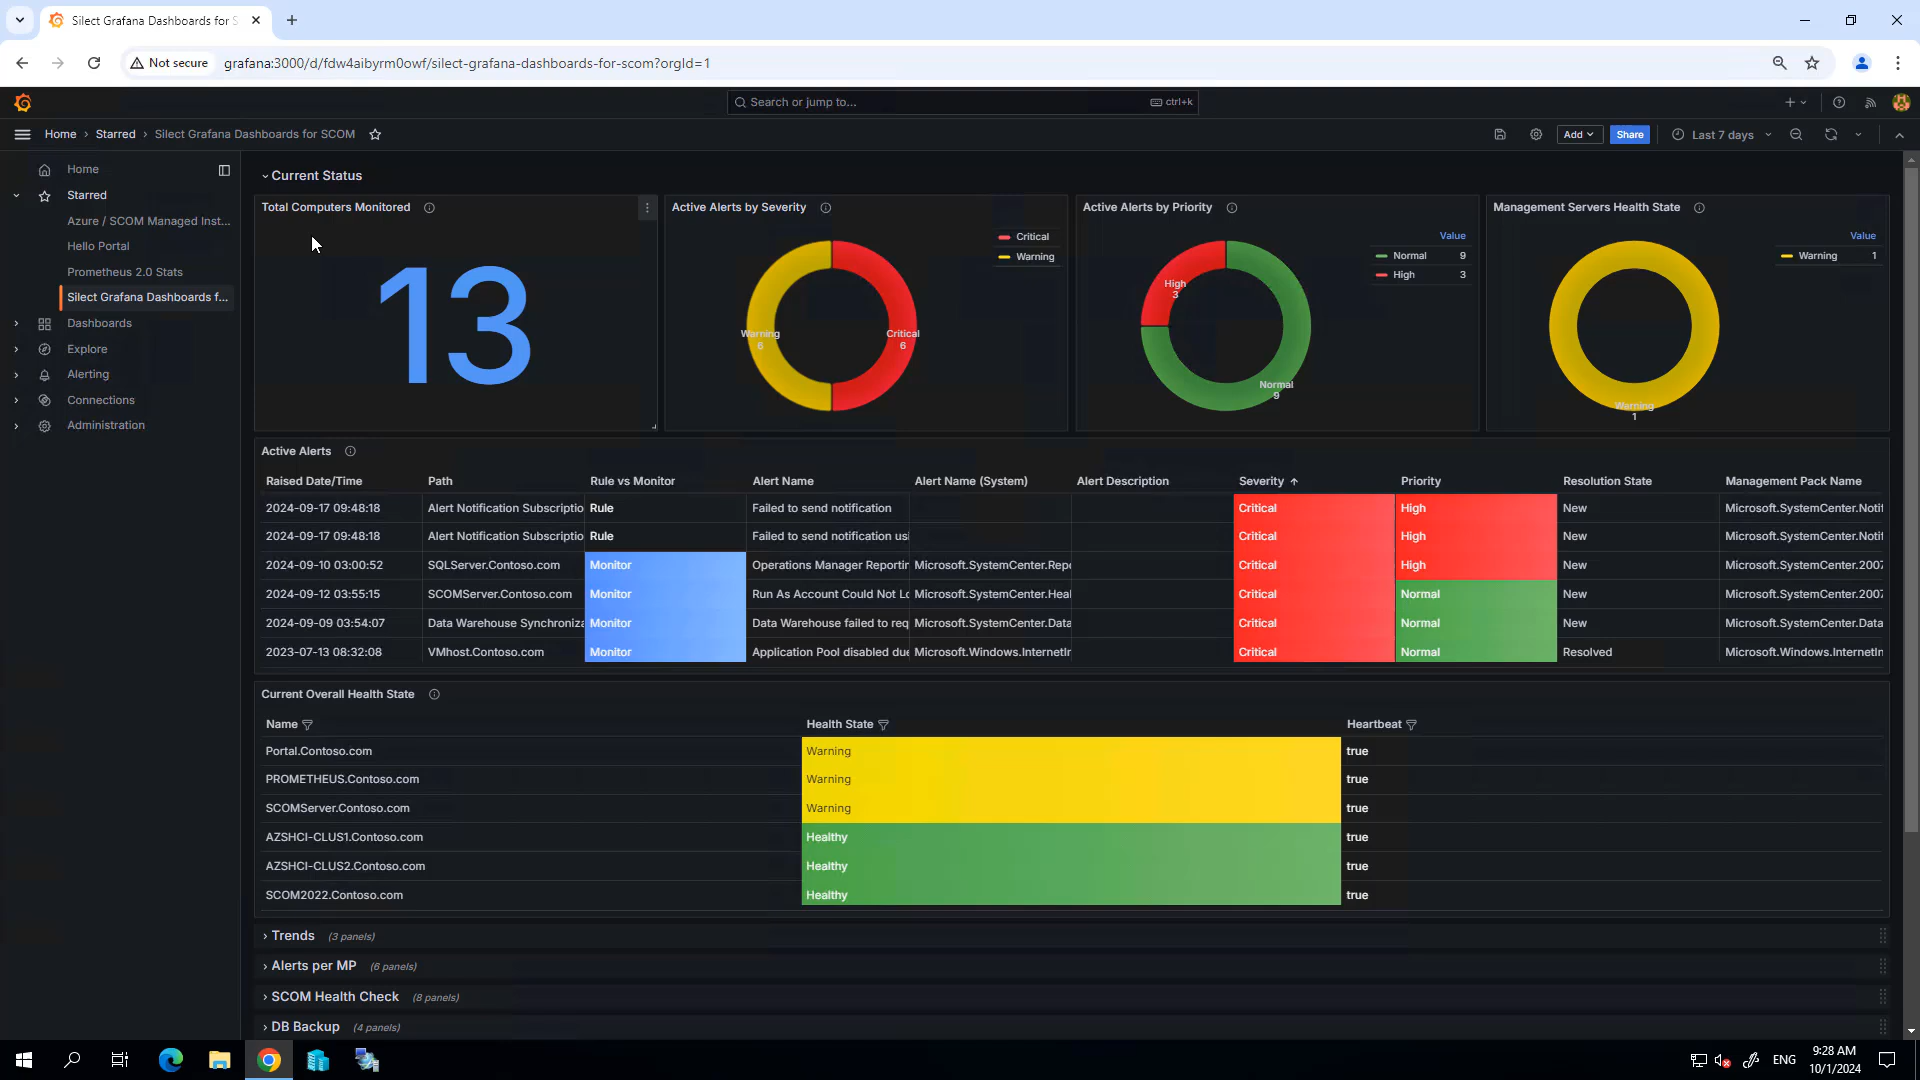 Silect Grafana Dashboards for S
Not secure
grafana:3000/d/fdw4aibyrm0owf/silect-grafana-dashboards-for-scom?orgId=1
Search or jump to...
ctrl+k
Home › Starred › Silect Grafana Dashboards for SCOM
Add
Share
Last 7 days
Home
Starred
Azure / SCOM Managed Inst...
Hello Portal
Prometheus 2.0 Stats
Silect Grafana Dashboards f...
Dashboards
Explore
Alerting
Connections
Administration
Current Status
Total Computers Monitored
13
Active Alerts by Severity
Critical
Warning
Warning
6
Critical
6
Active Alerts by Priority
Value
Normal 9
High 3
High
3
Normal
9
Management Servers Health State
Value
Warning 1
Warning
1
Active Alerts
Raised Date/Time Path Rule vs Monitor Alert Name Alert Name (System) Alert Description Severity Priority Resolution State Management Pack Name
2024-09-17 09:48:18 Alert Notification Subscriptio Rule Failed to send notification Critical High New Microsoft.SystemCenter.Notif
2024-09-17 09:48:18 Alert Notification Subscriptio Rule Failed to send notification usi Critical High New Microsoft.SystemCenter.Notif
2024-09-10 03:00:52 SQLServer.Contoso.com Monitor Operations Manager Reportin Microsoft.SystemCenter.Repo Critical High New Microsoft.SystemCenter.2007
2024-09-12 03:55:15 SCOMServer.Contoso.com Monitor Run As Account Could Not Lo Microsoft.SystemCenter.Heal Critical Normal New Microsoft.SystemCenter.2007
2024-09-09 03:54:07 Data Warehouse Synchroniza Monitor Data Warehouse failed to req Microsoft.SystemCenter.Data Critical Normal New Microsoft.SystemCenter.Data
2023-07-13 08:32:08 VMhost.Contoso.com Monitor Application Pool disabled due Microsoft.Windows.InternetIn Critical Normal Resolved Microsoft.Windows.InternetIn
Current Overall Health State
Name Health State Heartbeat
Portal.Contoso.com Warning true
PROMETHEUS.Contoso.com Warning true
SCOMServer.Contoso.com Warning true
AZSHCI-CLUS1.Contoso.com Healthy true
AZSHCI-CLUS2.Contoso.com Healthy true
SCOM2022.Contoso.com Healthy true
Trends (3 panels)
Alerts per MP (6 panels)
SCOM Health Check (8 panels)
DB Backup (4 panels)
ENG
9:28 AM
10/1/2024